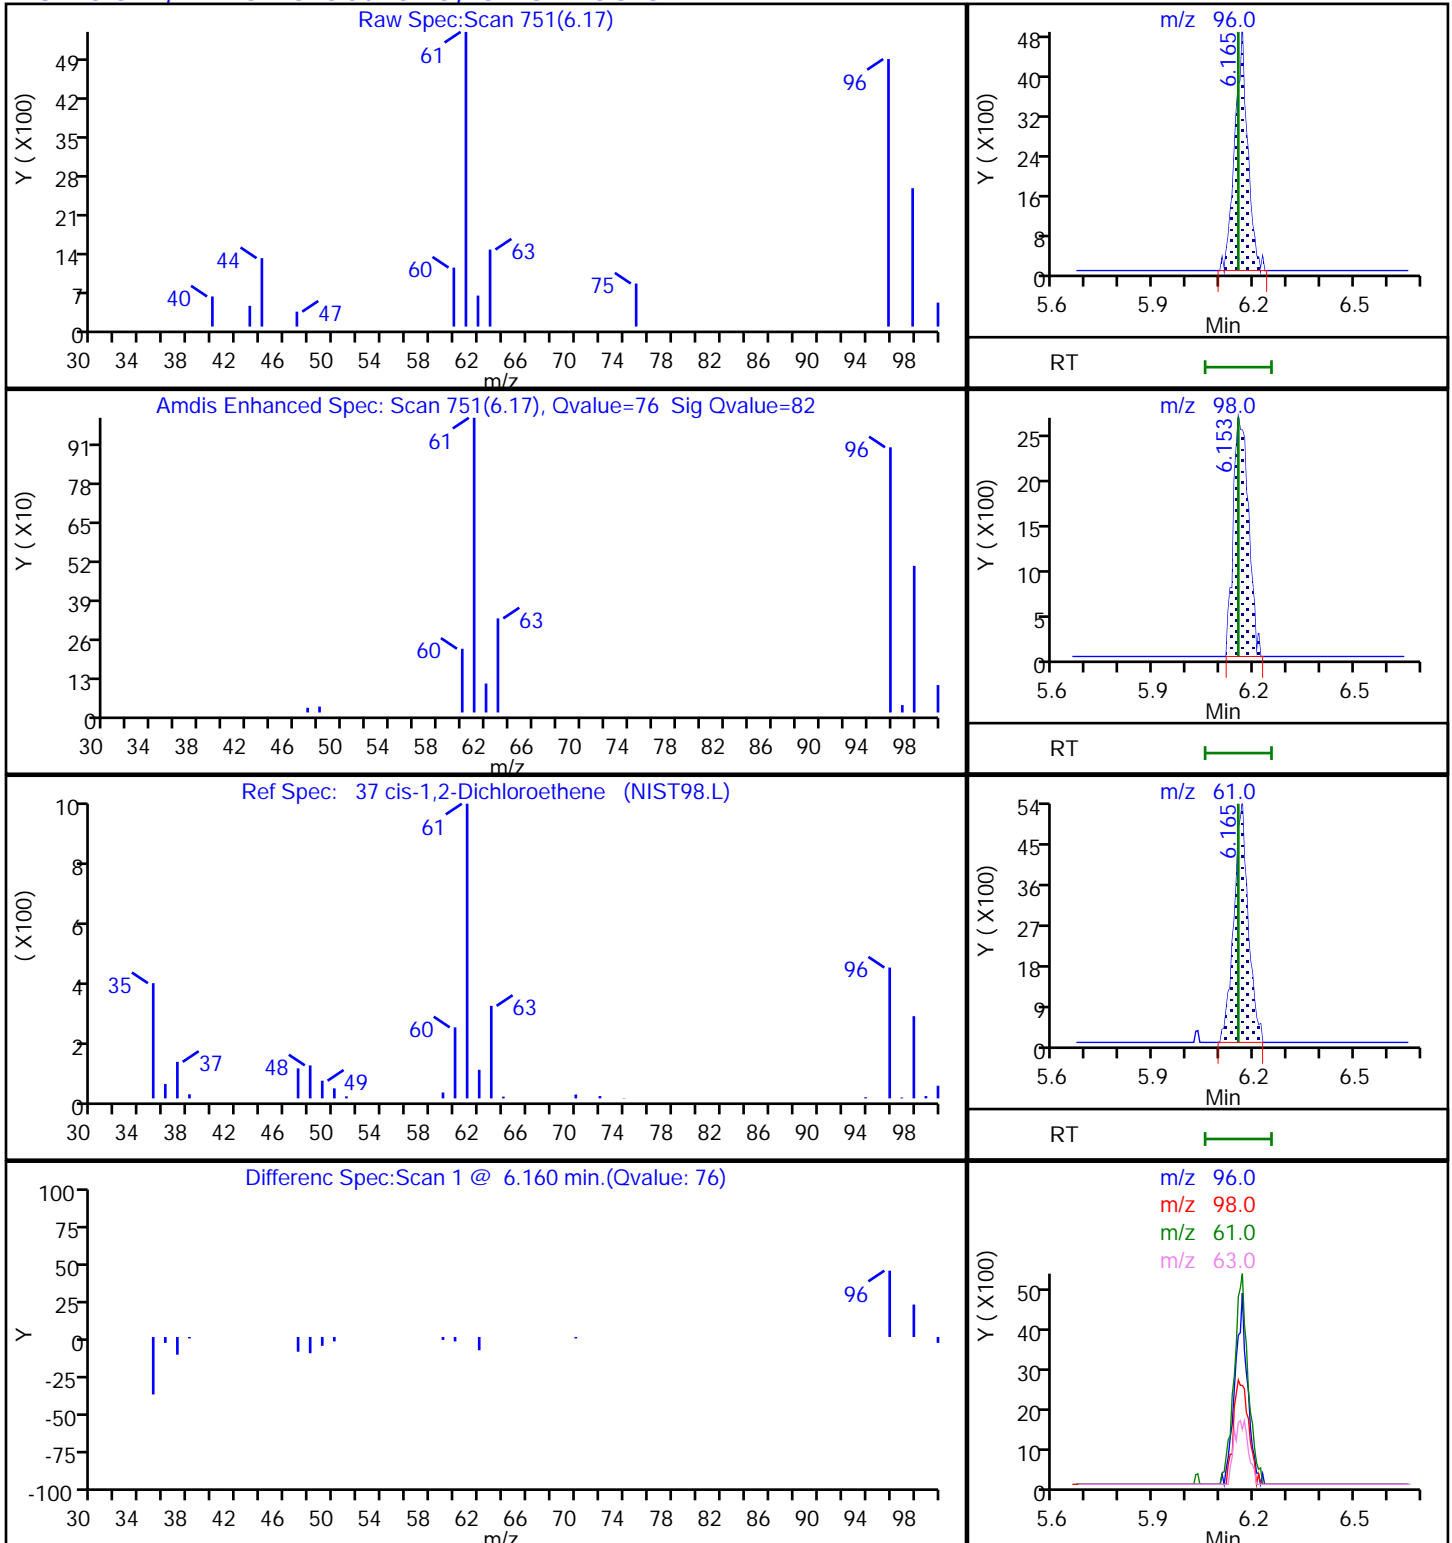 Raw Spec:Scan 751(6.17)
Y ( X100)
49
42
35
28
21
14
7
0
61
96
44
40
47
60
63
75
30 34 38 42 46 50 54 58 62 66 70 74 78 82 86 90 94 98
m/z
m/z 96.0
Y ( X100)
48
40
32
24
16
8
0
6.165
5.6 5.9 6.2 6.5
Min
RT
Amdis Enhanced Spec: Scan 751(6.17), Qvalue=76 Sig Qvalue=82
Y ( X10)
91
78
65
52
39
26
13
0
61
96
60
63
30 34 38 42 46 50 54 58 62 66 70 74 78 82 86 90 94 98
m/z
m/z 98.0
Y ( X100)
25
20
15
10
5
0
6.153
5.6 5.9 6.2 6.5
Min
RT
Ref Spec: 37 cis-1,2-Dichloroethene (NIST98.L)
( X100)
10
8
6
4
2
0
61
35
96
60
63
37
48
49
30 34 38 42 46 50 54 58 62 66 70 74 78 82 86 90 94 98
m/z 61.0
Y ( X100)
54
45
36
27
18
9
0
6.165
5.6 5.9 6.2 6.5
Min
RT
Differenc Spec:Scan 1 @ 6.160 min.(Qvalue: 76)
Y
100
75
50
25
0
-25
-50
-75
-100
96
30 34 38 42 46 50 54 58 62 66 70 74 78 82 86 90 94 98
m/z
m/z 96.0
m/z 98.0
m/z 61.0
m/z 63.0
Y ( X100)
50
40
30
20
10
0
5.6 5.9 6.2 6.5
Min